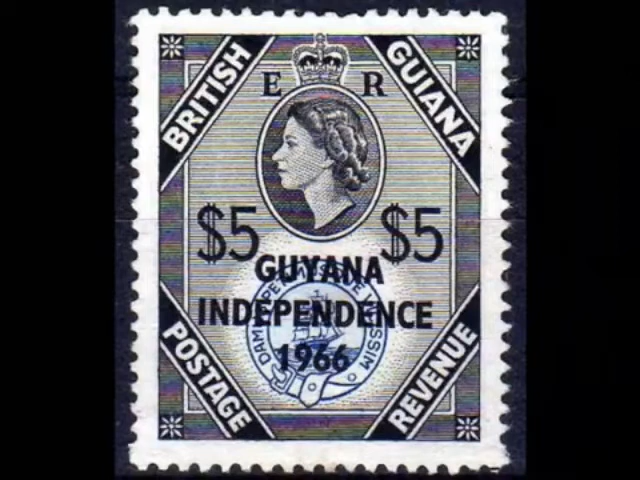 BRITISH GUIANA
E R
$5 $5
GUYANA
INDEPENDENCE
1966
POSTAGE REVENUE